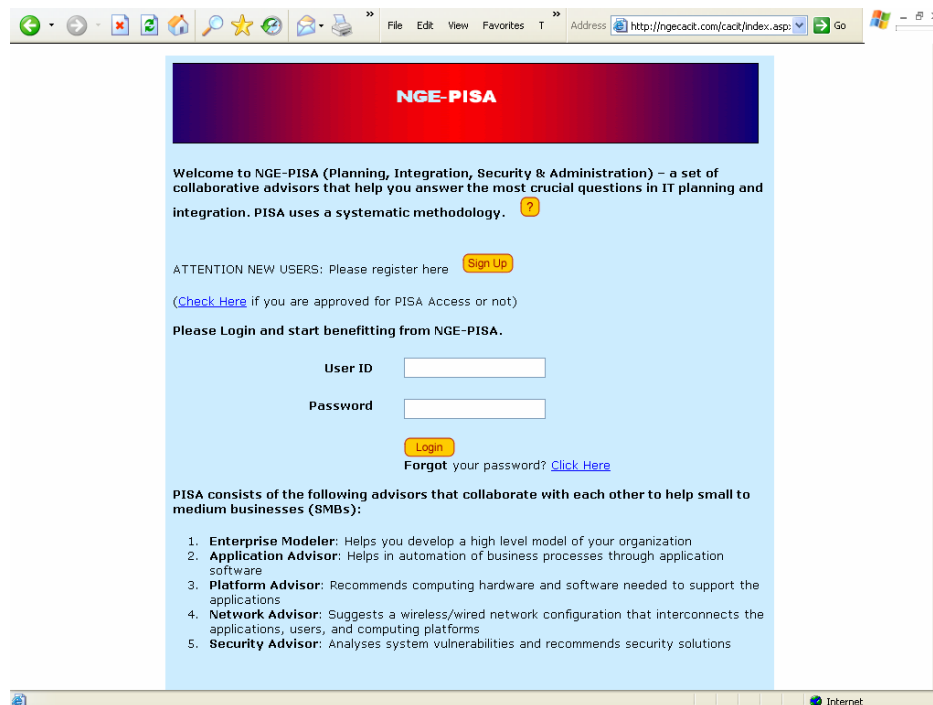 » File Edit View Favorites T » Address http://ngecacit.com/cacit/index.asp: Go
NGE-PISA
Welcome to NGE-PISA (Planning, Integration, Security & Administration) – a set of
collaborative advisors that help you answer the most crucial questions in IT planning and
integration. PISA uses a systematic methodology. ?
ATTENTION NEW USERS: Please register here Sign Up
(Check Here if you are approved for PISA Access or not)
Please Login and start benefitting from NGE-PISA.
User ID
Password
Login
Forgot your password? Click Here
PISA consists of the following advisors that collaborate with each other to help small to
medium businesses (SMBs):
1. Enterprise Modeler: Helps you develop a high level model of your organization
2. Application Advisor: Helps in automation of business processes through application
software
3. Platform Advisor: Recommends computing hardware and software needed to support the
applications
4. Network Advisor: Suggests a wireless/wired network configuration that interconnects the
applications, users, and computing platforms
5. Security Advisor: Analyses system vulnerabilities and recommends security solutions
Internet